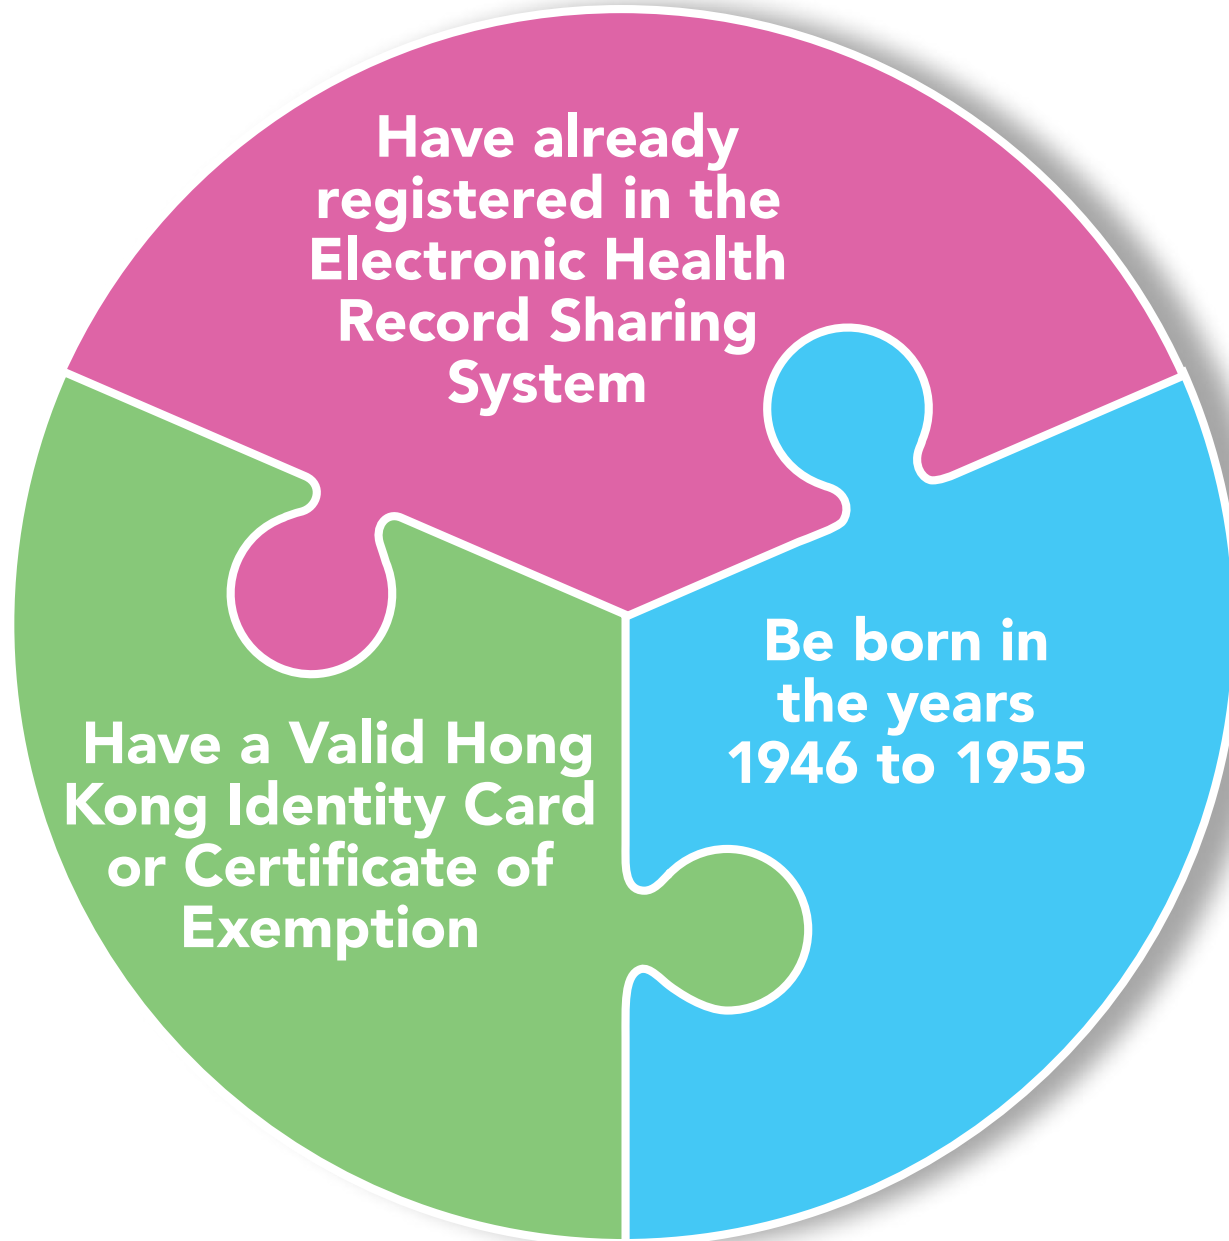 Have already
registered in the
Electronic Health
Record Sharing
System
Be born in
the years
1946 to 1955
Have a Valid Hong
Kong Identity Card
or Certificate of
Exemption